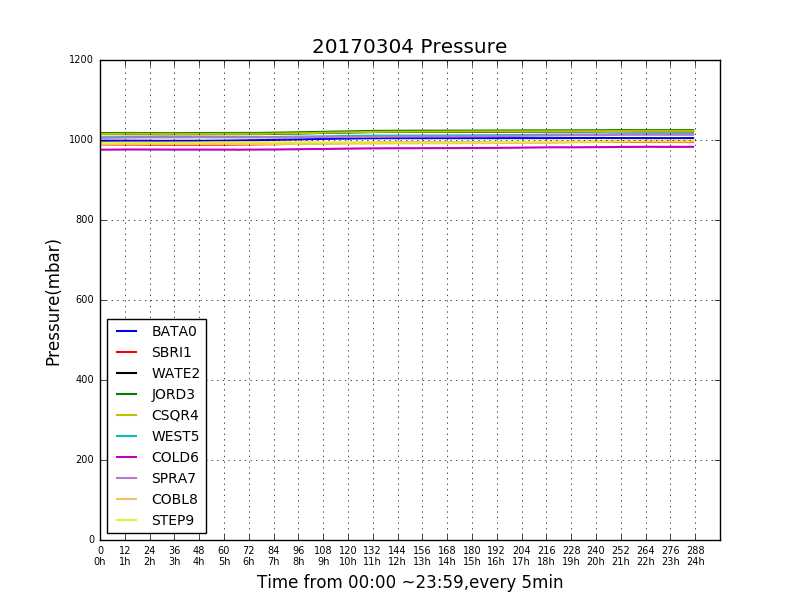 20170304 Pressure
1200
1000
800
600
400
200
0
Pressure(mbar)
BATA0
SBRI1
WATE2
JORD3
CSQR4
WEST5
COLD6
SPRA7
COBL8
STEP9
0 12 24 36 48 60 72 84 96 108 120 132 144 156 168 180 192 204 216 228 240 252 264 276 288
0h 1h 2h 3h 4h 5h 6h 7h 8h 9h 10h 11h 12h 13h 14h 15h 16h 17h 18h 19h 20h 21h 22h 23h 24h
Time from 00:00 ~23:59,every 5min